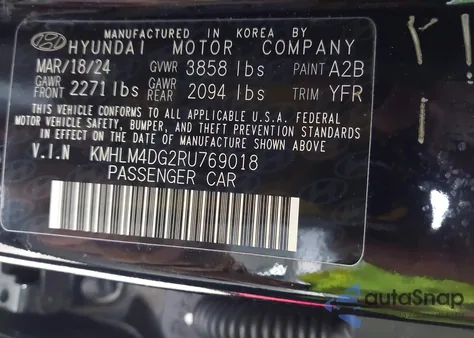 MANUFACTURED IN KOREA BY
HYUNDAI MOTOR COMPANY
MAR/18/24 GVWR 3858 lbs PAINT A2B
GAWR FRONT 2271 lbs GAWR REAR 2094 lbs TRIM YFR
THIS VEHICLE CONFORMS TO ALL APPLICABLE U.S.A. FEDERAL
MOTOR VEHICLE SAFETY, BUMPER, AND THEFT PREVENTION STANDARDS
IN EFFECT ON THE DATE OF MANUFACTURE SHOWN ABOVE
V.I.N KMHLM4DG2RU769018
PASSENGER CAR
autaSnap